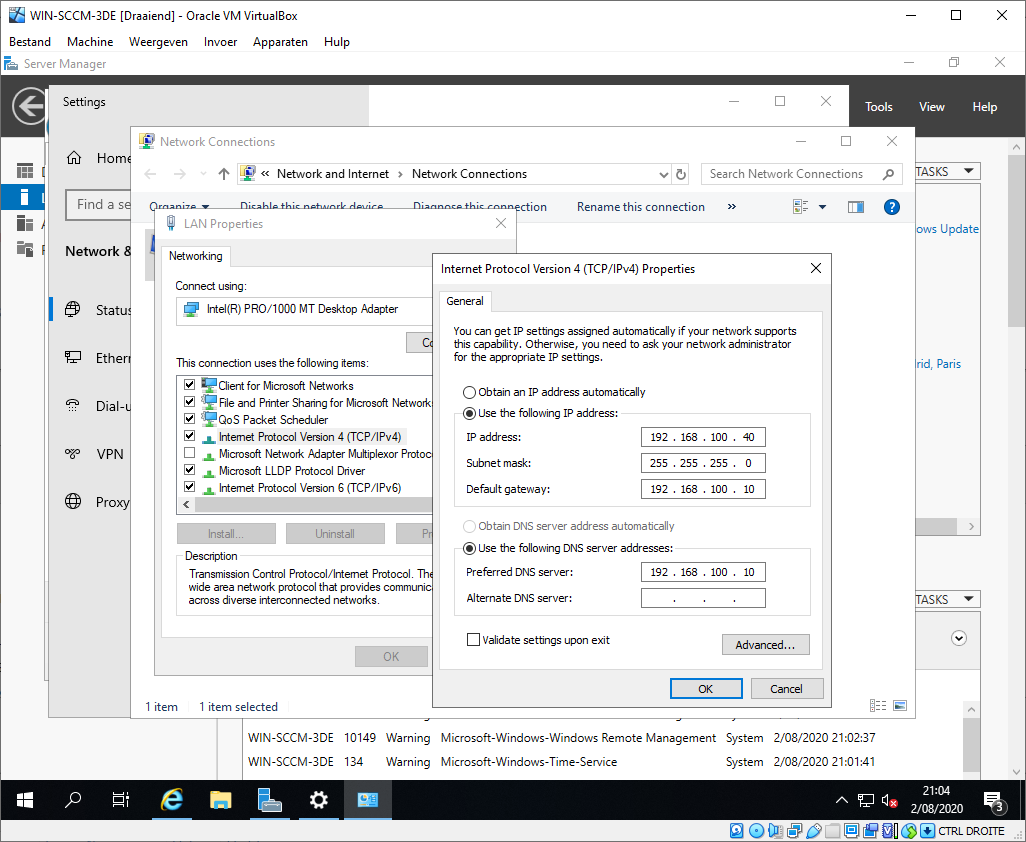 WIN-SCCM-3DE [Draaiend] - Oracle VM VirtualBox
Bestand Machine Weergeven Invoer Apparaten Hulp
Server Manager
Settings
Tools View Help
Network Connections
Home
« Network and Internet › Network Connections
Search Network Connections
TASKS
Find a se
Organize Disable this network device Diagnose this connection Rename this connection »
LAN Properties
ows Update
Network &
Networking
Connect using:
Intel(R) PRO/1000 MT Desktop Adapter
Status
Co
This connection uses the following items:
Ethern
Client for Microsoft Networks
File and Printer Sharing for Microsoft Network
Dial-u
QoS Packet Scheduler
Internet Protocol Version 4 (TCP/IPv4)
VPN
Microsoft Network Adapter Multiplexor Protoc
Microsoft LLDP Protocol Driver
Internet Protocol Version 6 (TCP/IPv6)
Proxy
Install... Uninstall Pr
Description
Transmission Control Protocol/Internet Protocol. The
wide area network protocol that provides communic
across diverse interconnected networks.
OK
Internet Protocol Version 4 (TCP/IPv4) Properties
General
You can get IP settings assigned automatically if your network supports
this capability. Otherwise, you need to ask your network administrator
for the appropriate IP settings.
Obtain an IP address automatically
Use the following IP address:
IP address: 192 . 168 . 100 . 40
Subnet mask: 255 . 255 . 255 . 0
Default gateway: 192 . 168 . 100 . 10
Obtain DNS server address automatically
Use the following DNS server addresses:
Preferred DNS server: 192 . 168 . 100 . 10
Alternate DNS server: . . .
Validate settings upon exit
Advanced...
OK Cancel
rid, Paris
TASKS
1 item 1 item selected
WIN-SCCM-3DE 10149 Warning Microsoft-Windows-Windows Remote Management System 2/08/2020 21:02:37
WIN-SCCM-3DE 134 Warning Microsoft-Windows-Time-Service System 2/08/2020 21:01:41
21:04
2/08/2020
3
CTRL DROITE